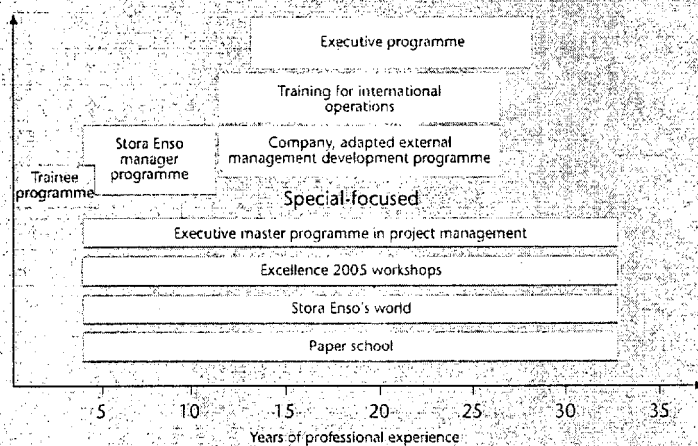 Executive programme
Training for international
operations
Stora Enso
manager
programme
Company, adapted external
management development programme
Trainee
programme
Special-focused
Executive master programme in project management
Excellence 2005 workshops
Stora Enso's world
Paper school
5
10
15
20
25
30
35
Years of professional experience